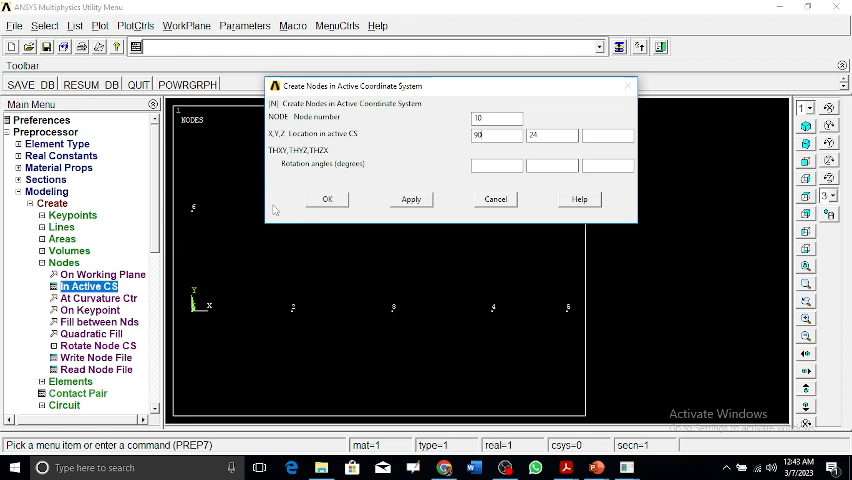 ANSYS Multiphysics Utility Menu
File Select List Plot PlotCtrls WorkPlane Parameters Macro MenuCtrls Help
Toolbar
SAVE_DB RESUM_DB QUIT POWRGRPH
Main Menu
Preferences
Preprocessor
Element Type
Real Constants
Material Props
Sections
Modeling
Create
Keypoints
Lines
Areas
Volumes
Nodes
On Working Plane
In Active CS
At Curvature Ctr
On Keypoint
Fill between Nds
Quadratic Fill
Rotate Node CS
Write Node File
Read Node File
Elements
Contact Pair
Circuit
1
NODES
6
Y
X
2
3
4
5
Create Nodes in Active Coordinate System
[N] Create Nodes in Active Coordinate System
NODE Node number 10
X,Y,Z Location in active CS 90 24
THXY,THYZ,THZX
Rotation angles (degrees)
OK Apply Cancel Help
1
3
Activate Windows
Pick a menu item or enter a command (PREP7) mat=1 type=1 real=1 csys=0 secn=1
Type here to search
12:43 AM
3/7/2023